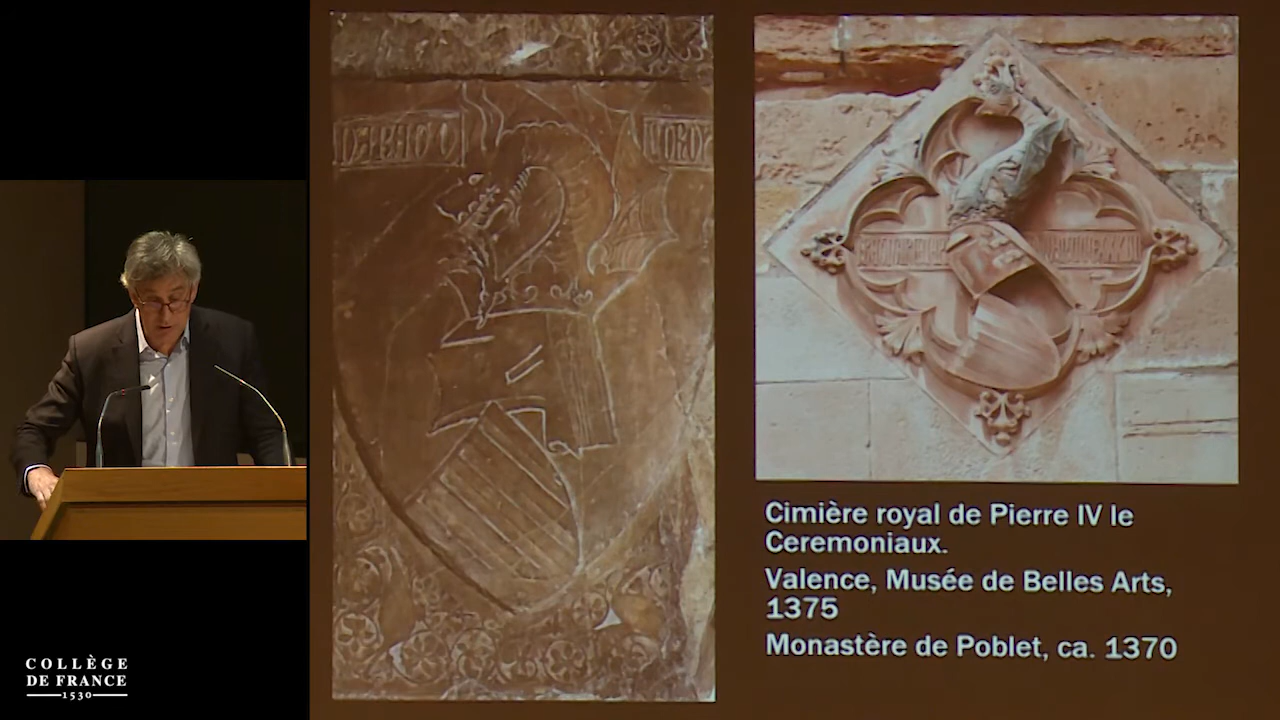 Cimière royal de Pierre IV le
Ceremoniaux.
Valence, Musée de Belles Arts,
1375
Monastère de Poblet, ca. 1370
COLLÈGE
DE FRANCE
1530